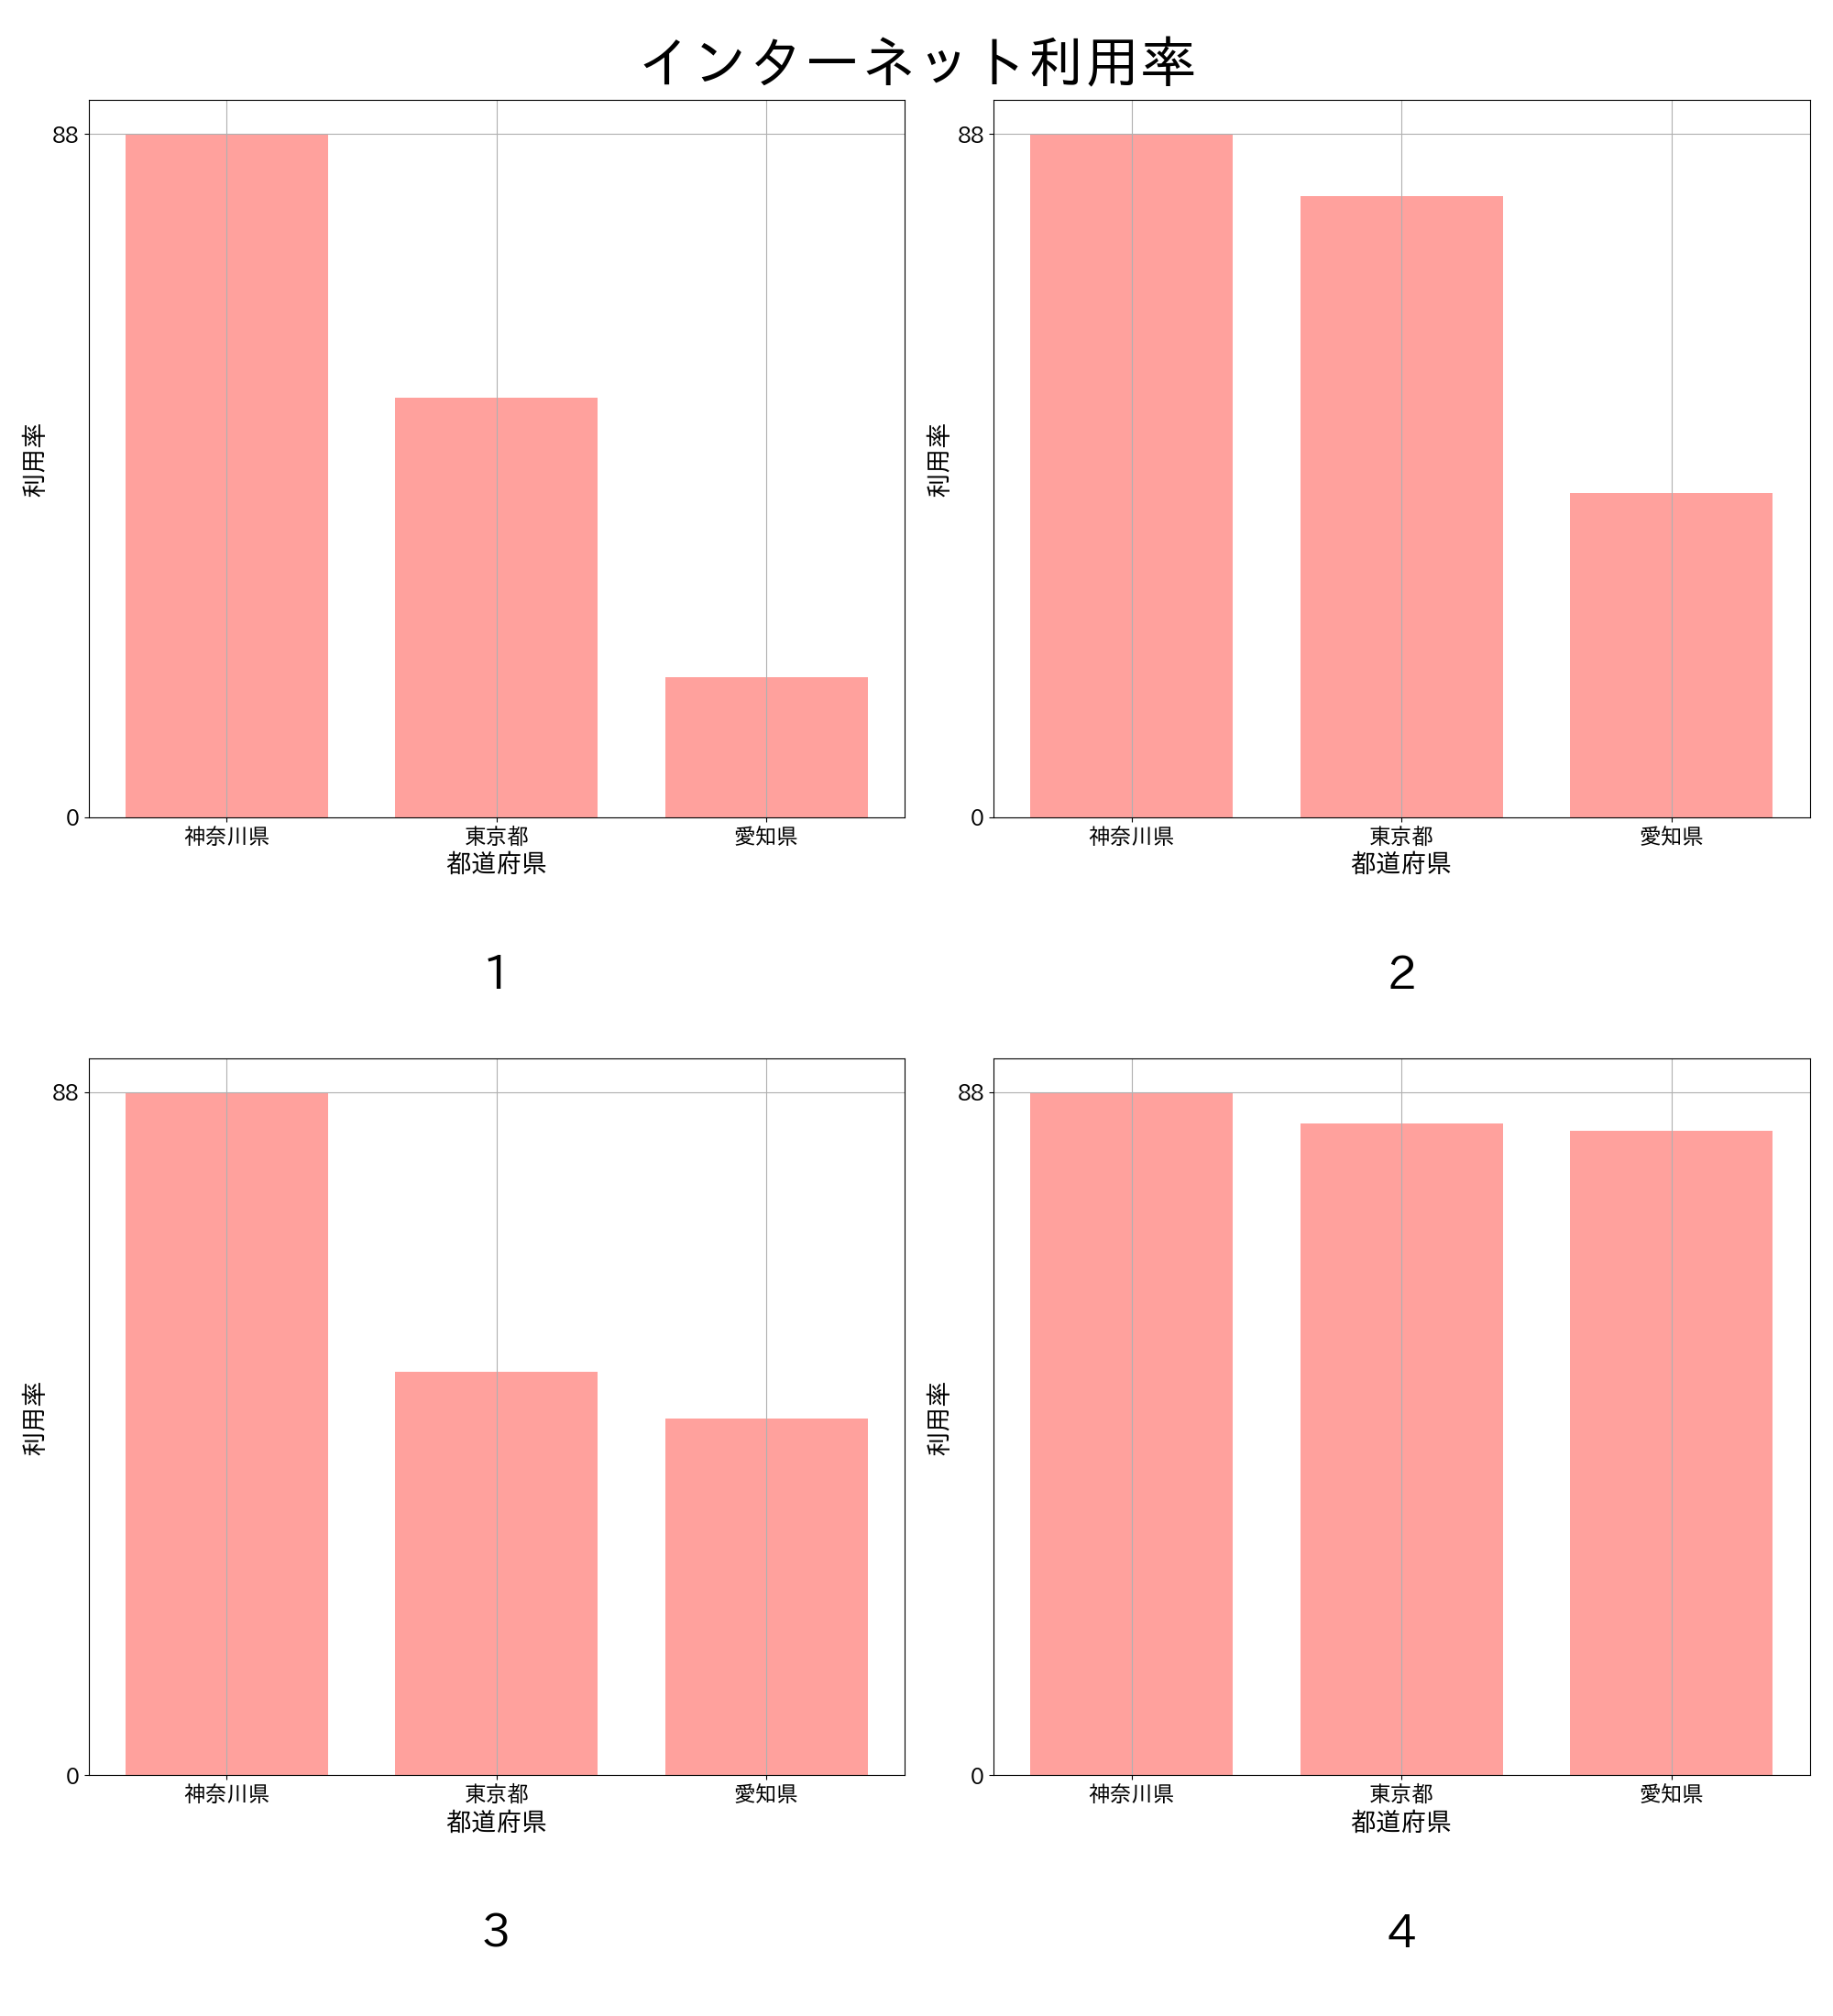 インターネット利用率
88
0
利用率
神奈川県 東京都 愛知県
都道府県
1
88
0
利用率
神奈川県 東京都 愛知県
都道府県
2
88
0
利用率
神奈川県 東京都 愛知県
都道府県
3
88
0
利用率
神奈川県 東京都 愛知県
都道府県
4